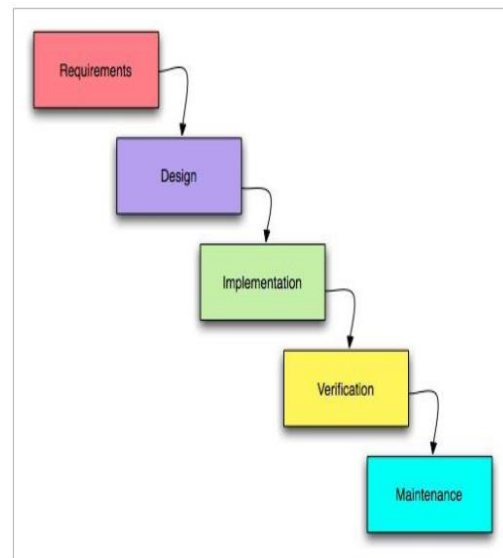 Requirements
Design
Implementation
Verification
Maintenance